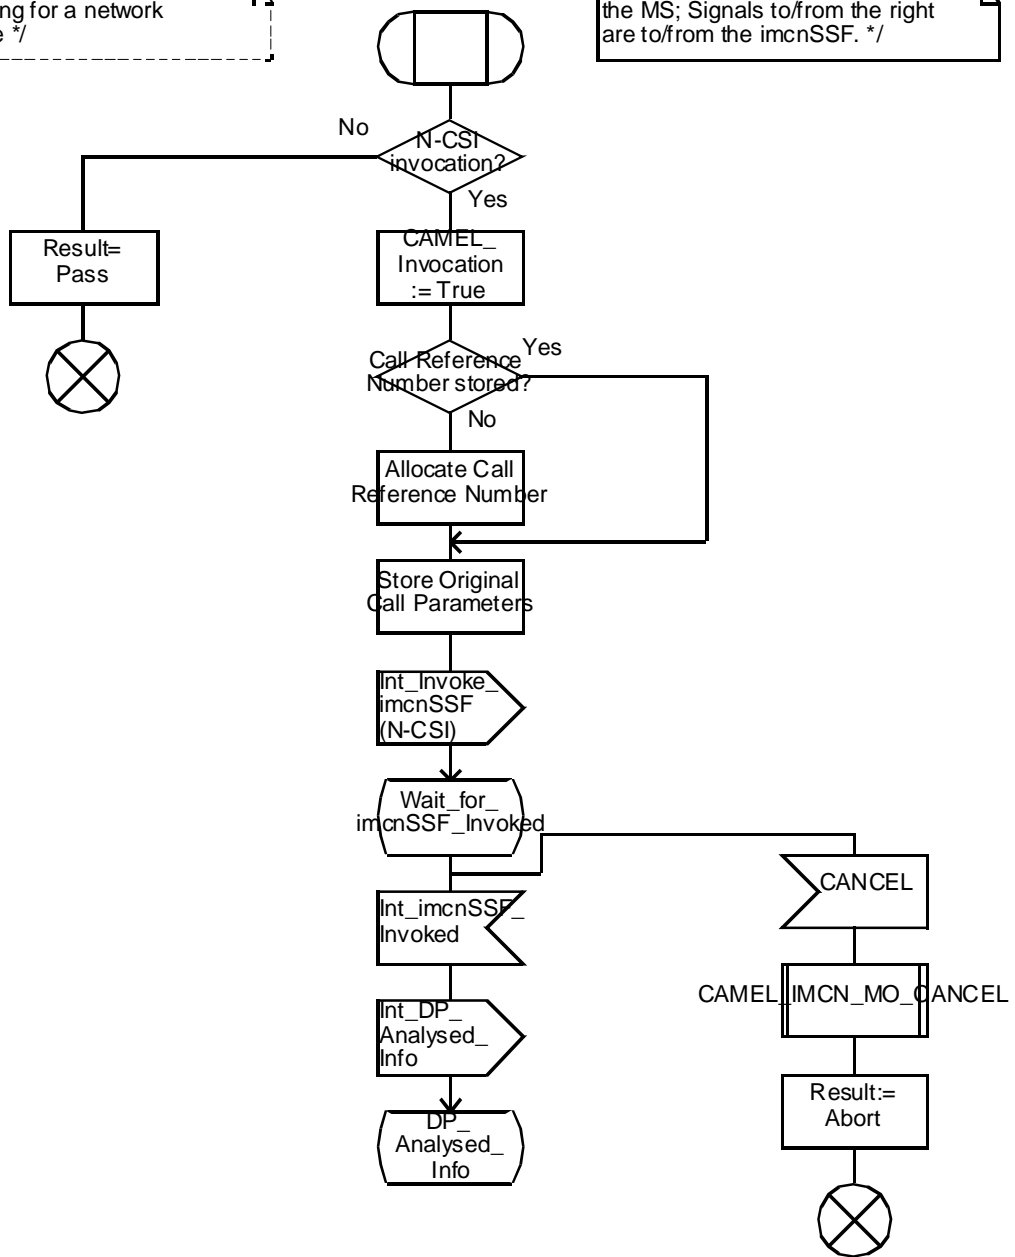 ng for a network
e */
the MS; Signals to/from the right
are to/from the imcnSSF. */
No
N-CSI
invocation?
Yes
Result=
Pass
CAMEL_
Invocation
:= True
Call Reference
Number stored?
Yes
No
Allocate Call
Reference Number
Store Original
Call Parameters
Int_Invoke_
imcnSSF
(N-CSI)
Wait_for_
imcnSSF_Invoked
Int_imcnSSF_
Invoked
CANCEL
CAMEL_IMCN_MO_CANCEL
Int_DP_
Analysed_
Info
Result:=
Abort
DP_
Analysed_
Info